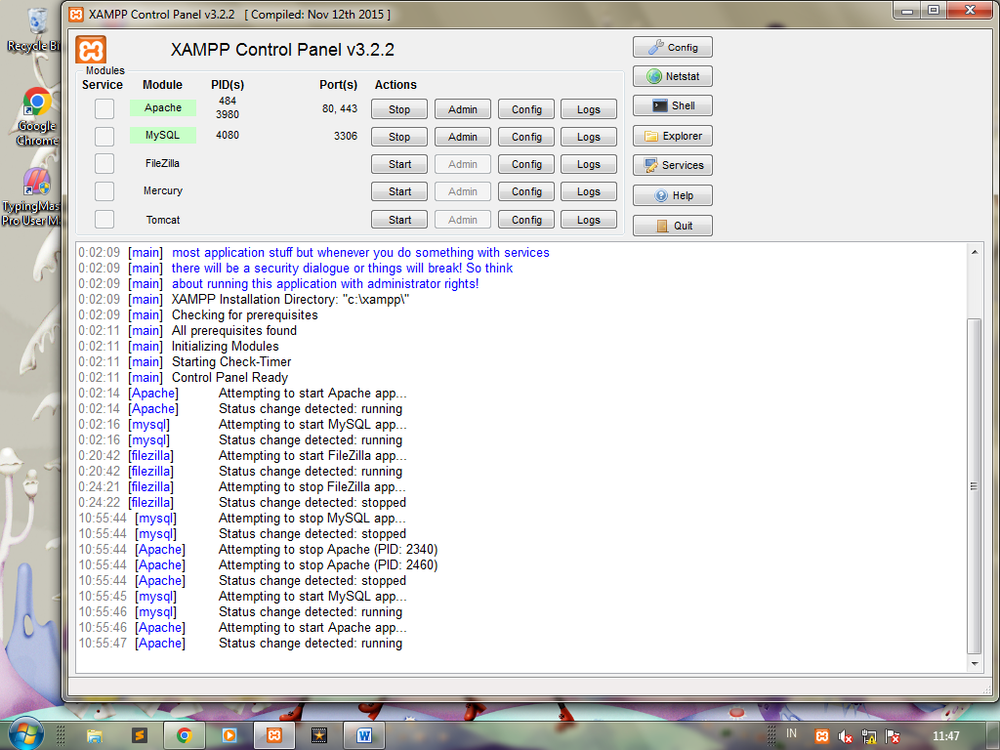 XAMPP Control Panel v3.2.2 [ Compiled: Nov 12th 2015 ]
Recycle Bi
Google Chrome
TypingMas
Pro User M
XAMPP Control Panel v3.2.2
Modules
Service Module PID(s) Port(s) Actions
Apache 484 3980 80, 443 Stop Admin Config Logs
MySQL 4080 3306 Stop Admin Config Logs
FileZilla Start Admin Config Logs
Mercury Start Admin Config Logs
Tomcat Start Admin Config Logs
Config
Netstat
Shell
Explorer
Services
Help
Quit
0:02:09 [main] most application stuff but whenever you do something with services
0:02:09 [main] there will be a security dialogue or things will break! So think
0:02:09 [main] about running this application with administrator rights!
0:02:09 [main] XAMPP Installation Directory: "c:\xampp\"
0:02:09 [main] Checking for prerequisites
0:02:11 [main] All prerequisites found
0:02:11 [main] Initializing Modules
0:02:11 [main] Starting Check-Timer
0:02:11 [main] Control Panel Ready
0:02:14 [Apache] Attempting to start Apache app...
0:02:14 [Apache] Status change detected: running
0:02:16 [mysql] Attempting to start MySQL app...
0:02:16 [mysql] Status change detected: running
0:20:42 [filezilla] Attempting to start FileZilla app...
0:20:42 [filezilla] Status change detected: running
0:24:21 [filezilla] Attempting to stop FileZilla app...
0:24:22 [filezilla] Status change detected: stopped
10:55:44 [mysql] Attempting to stop MySQL app...
10:55:44 [mysql] Status change detected: stopped
10:55:44 [Apache] Attempting to stop Apache (PID: 2340)
10:55:44 [Apache] Attempting to stop Apache (PID: 2460)
10:55:44 [Apache] Status change detected: stopped
10:55:45 [mysql] Attempting to start MySQL app...
10:55:46 [mysql] Status change detected: running
10:55:46 [Apache] Attempting to start Apache app...
10:55:47 [Apache] Status change detected: running
IN
11:47